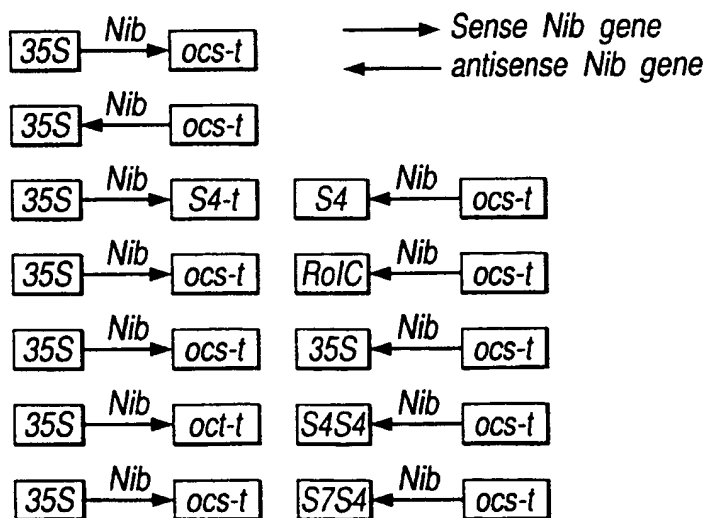 35S Nib ocs-t
Sense Nib gene
antisense Nib gene
35S Nib ocs-t
35S Nib S4-t S4 Nib ocs-t
35S Nib ocs-t RolC Nib ocs-t
35S Nib ocs-t 35S Nib ocs-t
35S Nib oct-t S4S4 Nib ocs-t
35S Nib ocs-t S7S4 Nib ocs-t